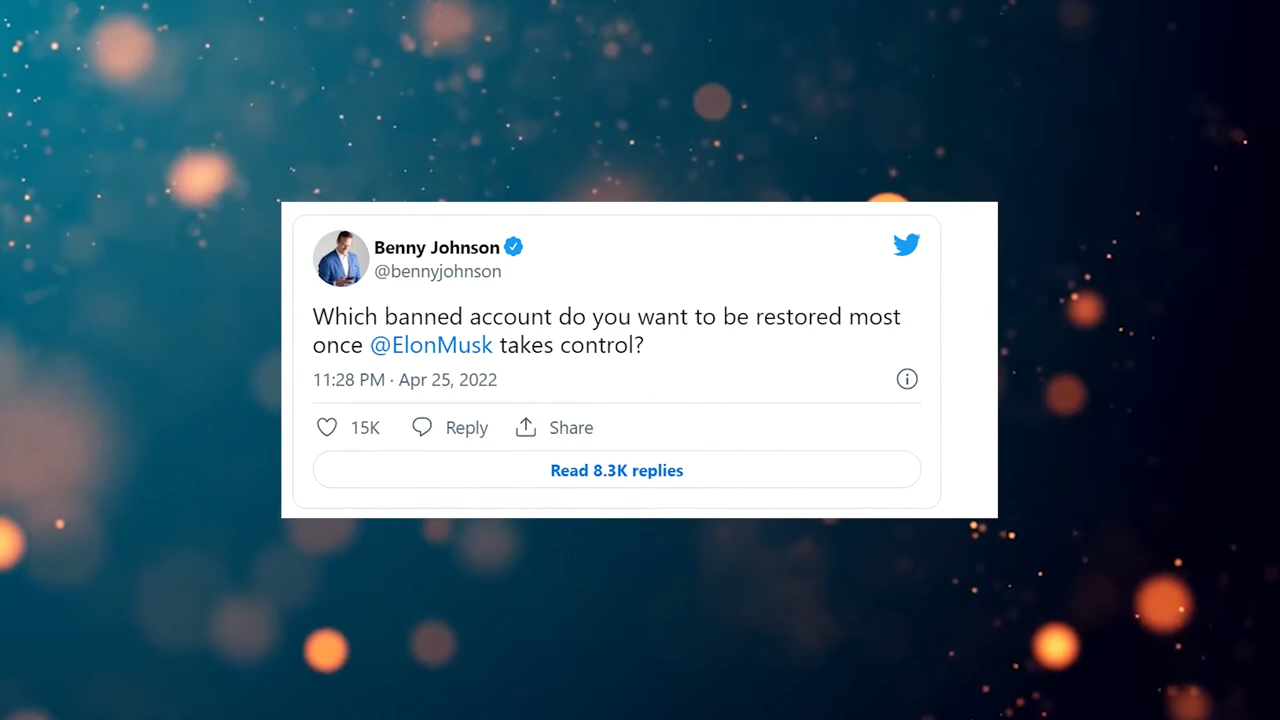 Benny Johnson
@bennyjohnson
Which banned account do you want to be restored most
once @ElonMusk takes control?
11:28 PM · Apr 25, 2022
15K Reply Share
Read 8.3K replies